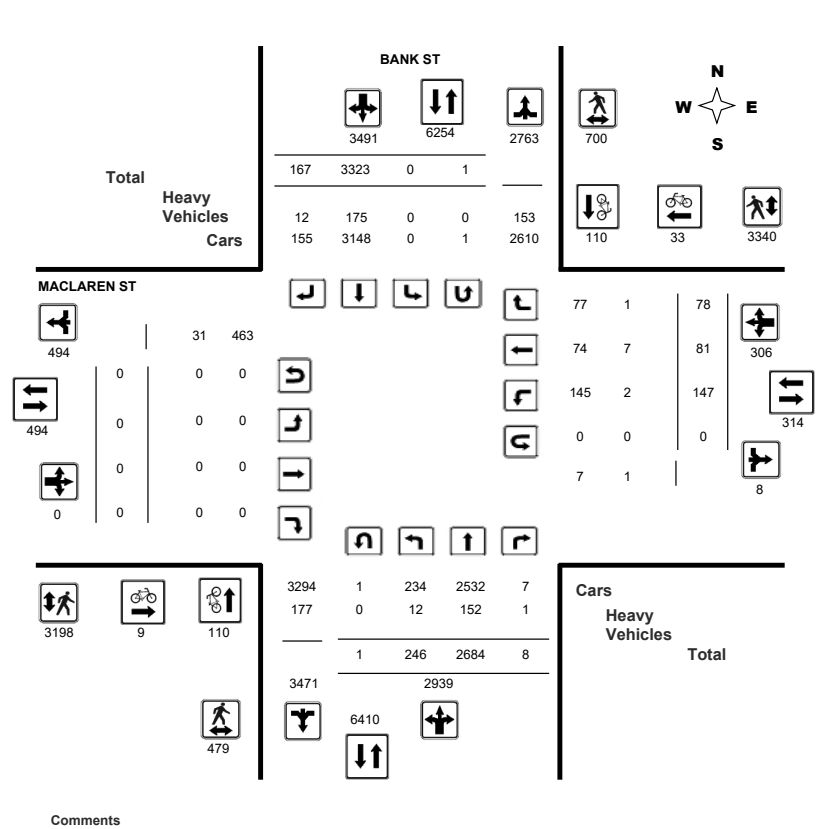 BANK ST
N
W E
S
3491 6254 2763 700
Total 167 3323 0 1
Heavy
Vehicles 12 175 0 0 153
Cars 155 3148 0 1 2610
110 33 3340
MACLAREN ST
494 31 463
77 1 78
74 7 81 306
0 0 0
145 2 147
494 0 0 0 314
0 0 0
0 0 0
7 1 8
0 0 0 0
3294 1 234 2532 7 Cars
177 0 12 152 1 Heavy
Vehicles
3198 9 110
1 246 2684 8 Total
3471 2939
6410
479
Comments